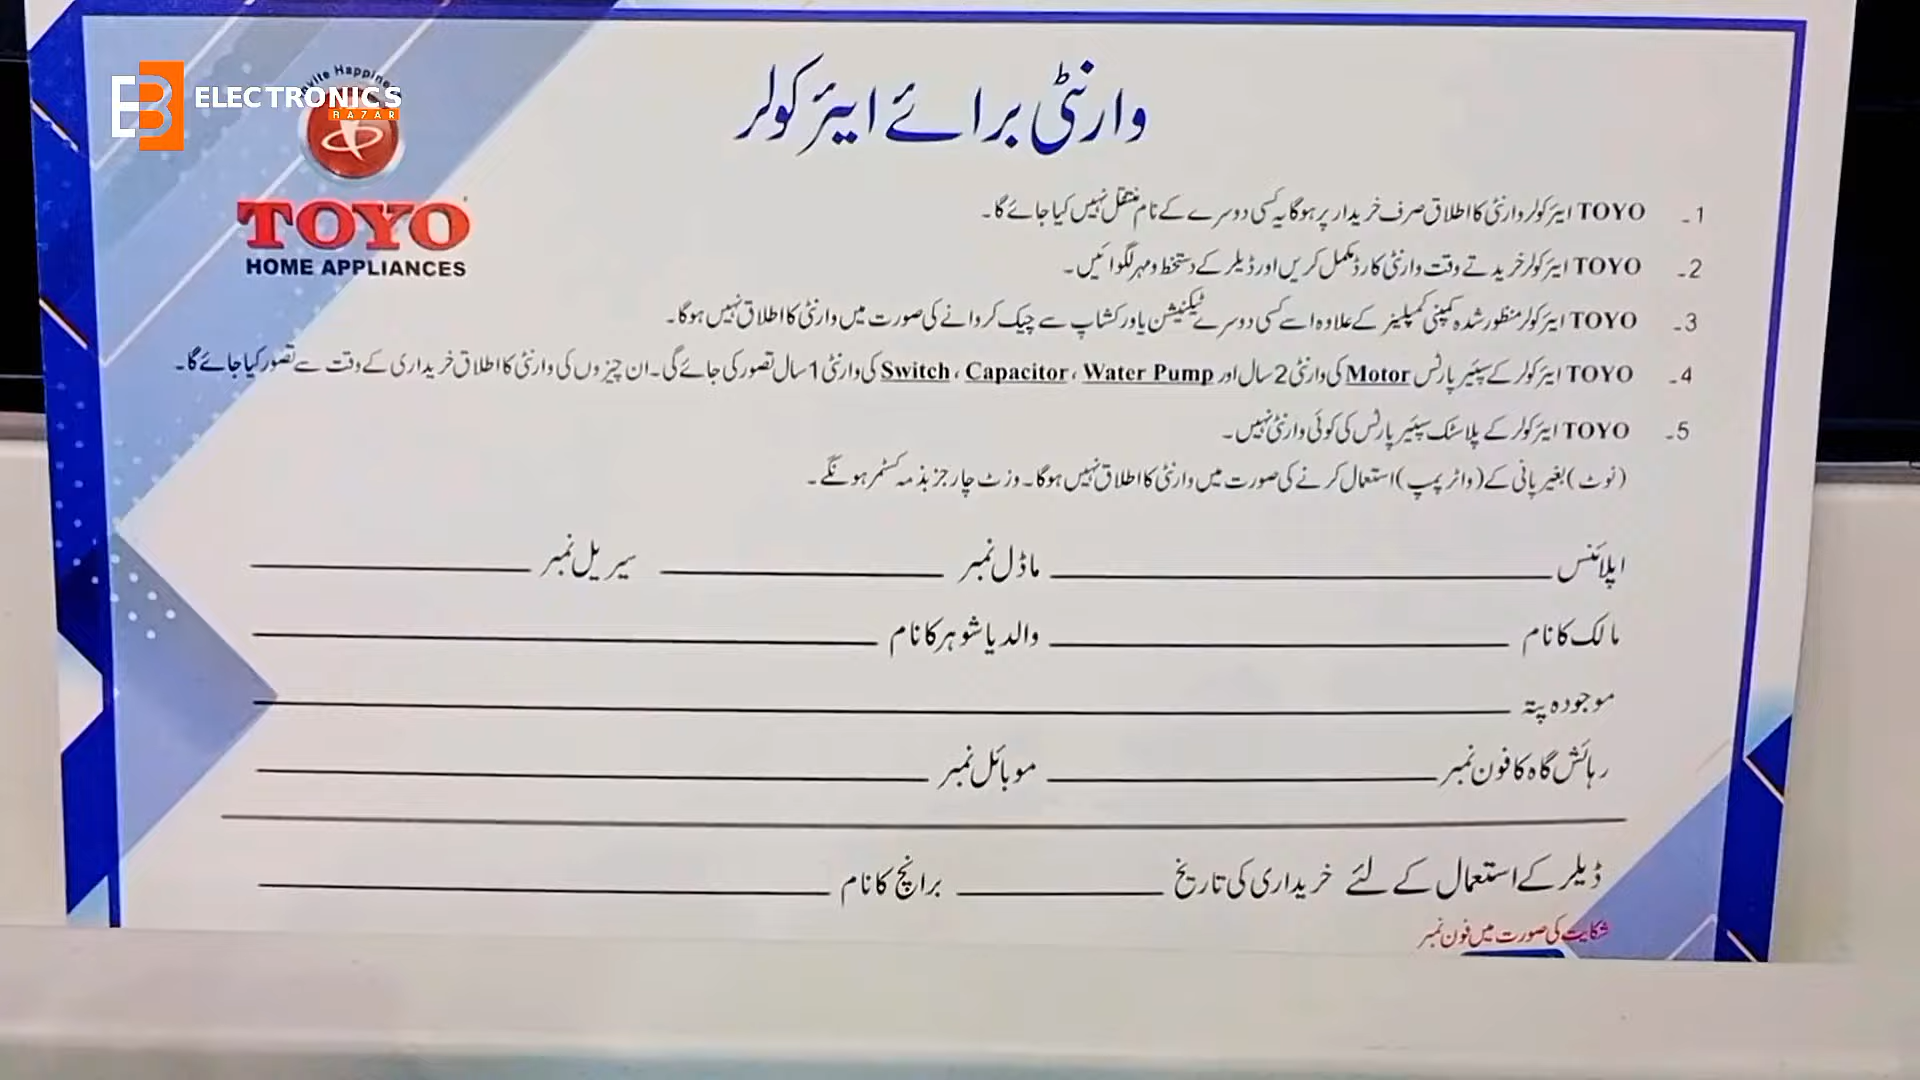 ELECTRONICS
BAZAR
TOYO
HOME APPLIANCES
وارنٹی برائے ایئر کولر
1۔ TOYO ایئر کولر وارنٹی کا اطلاق صرف خریدار پر ہوگا یہ کسی دوسرے کے نام منتقل نہیں کیا جائے گا۔
2۔ TOYO ایئر کولر خریدتے وقت وارنٹی کارڈ مکمل کریں اور ڈیلر کے دستخط و مہر لگوائیں۔
3۔ TOYO ایئر کولر منظور شدہ کمپنی کمپلینر کے علاوہ اسے کسی دوسرے ٹیکنیشن یا ورکشاپ سے چیک کروانے کی صورت میں وارنٹی کا اطلاق نہیں ہوگا۔
4۔ TOYO ایئر کولر کے سپیئر پارٹس Motor کی وارنٹی 2 سال اور Water Pump ، Capacitor ، Switch کی وارنٹی 1 سال تصور کی جائے گی۔ ان چیزوں کی وارنٹی کا اطلاق خریداری کے وقت سے تصور کیا جائے گا۔
5۔ TOYO ایئر کولر کے پلاسٹک سپیئر پارٹس کی کوئی وارنٹی نہیں۔
(نوٹ) بغیر پانی کے (واٹر پمپ) استعمال کرنے کی صورت میں وارنٹی کا اطلاق نہیں ہوگا۔ وزٹ چارجز بذمہ کسٹمر ہونگے۔
اپلائنس ماڈل نمبر سیریل نمبر
مالک کا نام والد یا شوہر کا نام
موجودہ پتہ
رہائش گاہ کا فون نمبر موبائل نمبر
ڈیلر کے استعمال کے لئے خریداری کی تاریخ برانچ کا نام
شکایت کی صورت میں فون نمبر